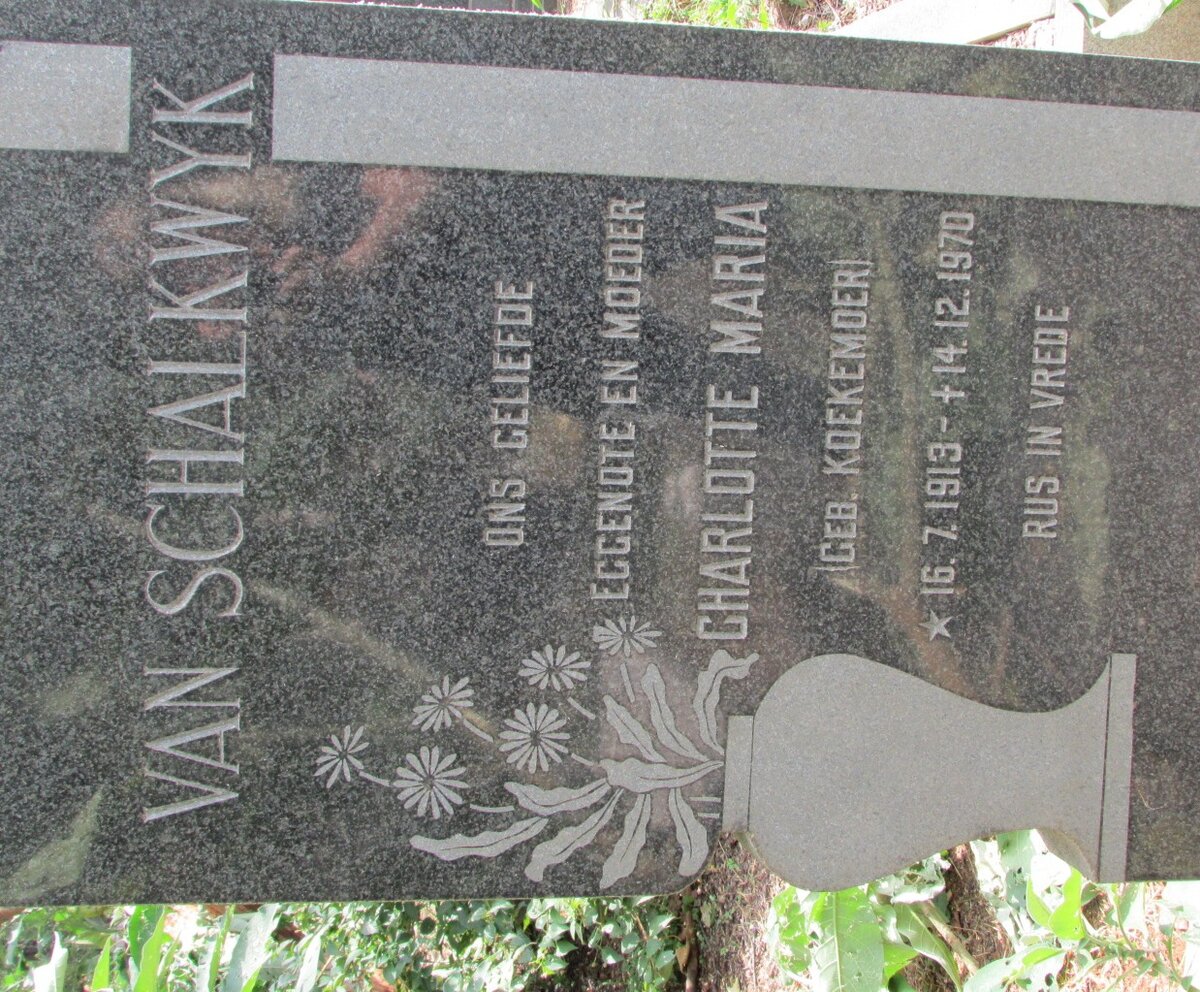 VAN SCHALKWYK
ONS GELIEFDE
EGGENOTE EN MOEDER
CHARLOTTE MARIA
(GEB. KOEKEMOER)
★ 16.7.1913 - † 14.12.1970
RUS IN VREDE